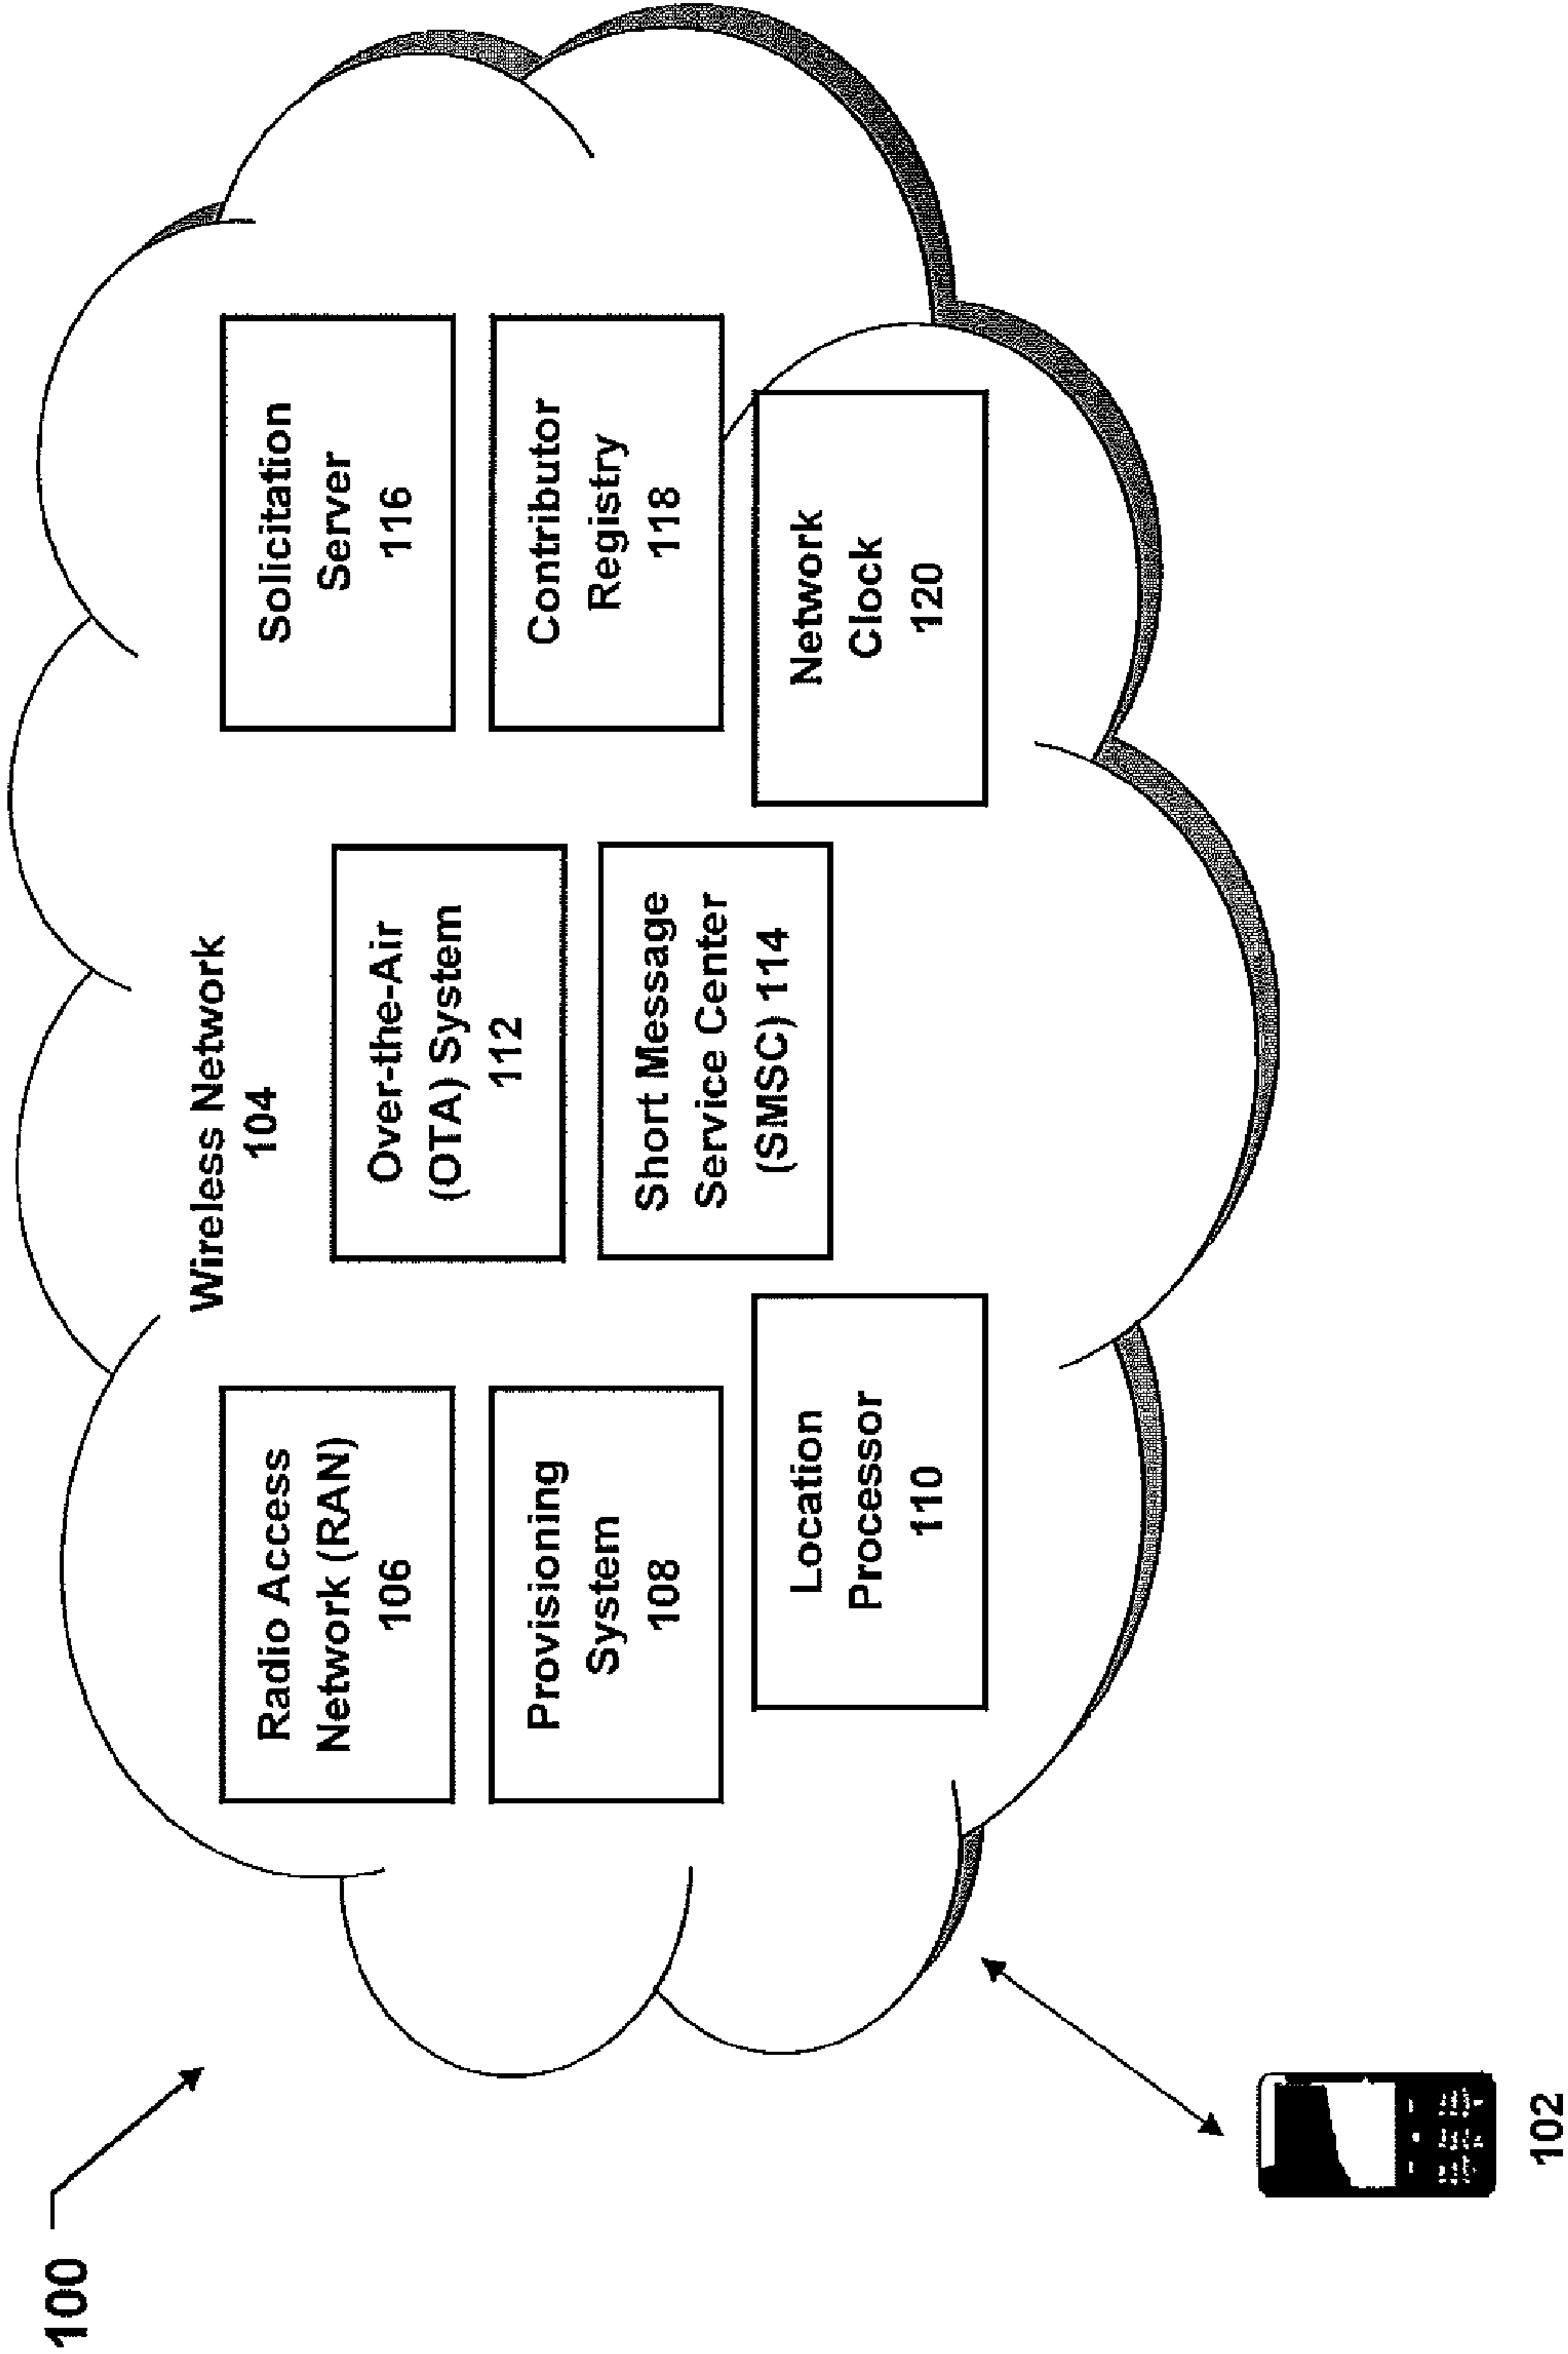 100
Wireless Network
104
Radio Access
Network (RAN)
106
Provisioning
System
108
Location
Processor
110
Over-the-Air
(OTA) System
112
Short Message
Service Center
(SMSC) 114
Solicitation
Server
116
Contributor
Registry
118
Network
Clock
120
102